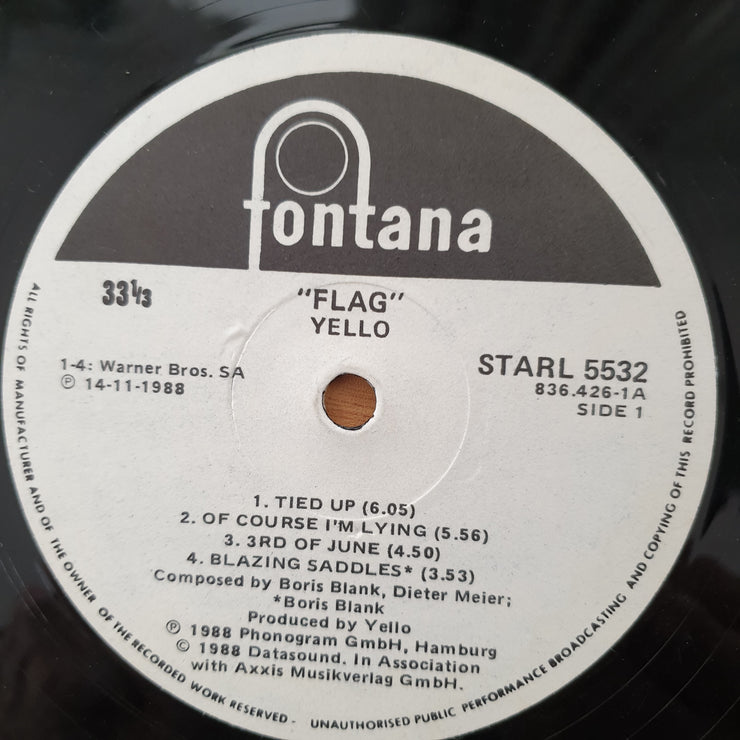 fontana
33⅓
"FLAG"
YELLO
1-4: Warner Bros. SA
℗ 14-11-1988
STARL 5532
836.426-1A
SIDE 1
1. TIED UP (6.05)
2. OF COURSE I'M LYING (5.56)
3. 3RD OF JUNE (4.50)
4. BLAZING SADDLES* (3.53)
Composed by Boris Blank, Dieter Meier;
*Boris Blank
Produced by Yello
℗ 1988 Phonogram GmbH, Hamburg
© 1988 Datasound. In Association
with Axxis Musikverlag GmbH.
ALL RIGHTS OF MANUFACTURER AND OF THE OWNER OF THE RECORDED WORK RESERVED - UNAUTHORISED PUBLIC PERFORMANCE BROADCASTING AND COPYING OF THIS RECORD PROHIBITED